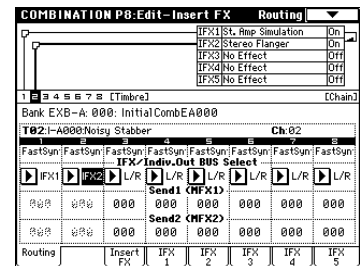 COMBINATION P8:Edit-Insert FX Routing
IFX1 St. Amp Simulation On
IFX2 Stereo Flanger On
IFX3 No Effect Off
IFX4 No Effect Off
IFX5 No Effect Off
1 2 3 4 5 6 7 8 [Timbre] [Chain]
Bank EXB-A: 000: InitialCombEA000
T02:I-A000:Noisy Stabber Ch:02
1 2 3 4 5 6 7 8
FastSyn FastSyn FastSyn FastSyn FastSyn FastSyn FastSyn FastSyn
IFX/Indiv.Out BUS Select
IFX1 IFX2 L/R L/R L/R L/R L/R L/R
Send1 (MFX1)
000 000 000 000 000 000
Send2 (MFX2)
000 000 000 000 000 000
Routing Insert FX IFX 1 IFX 2 IFX 3 IFX 4 IFX 5